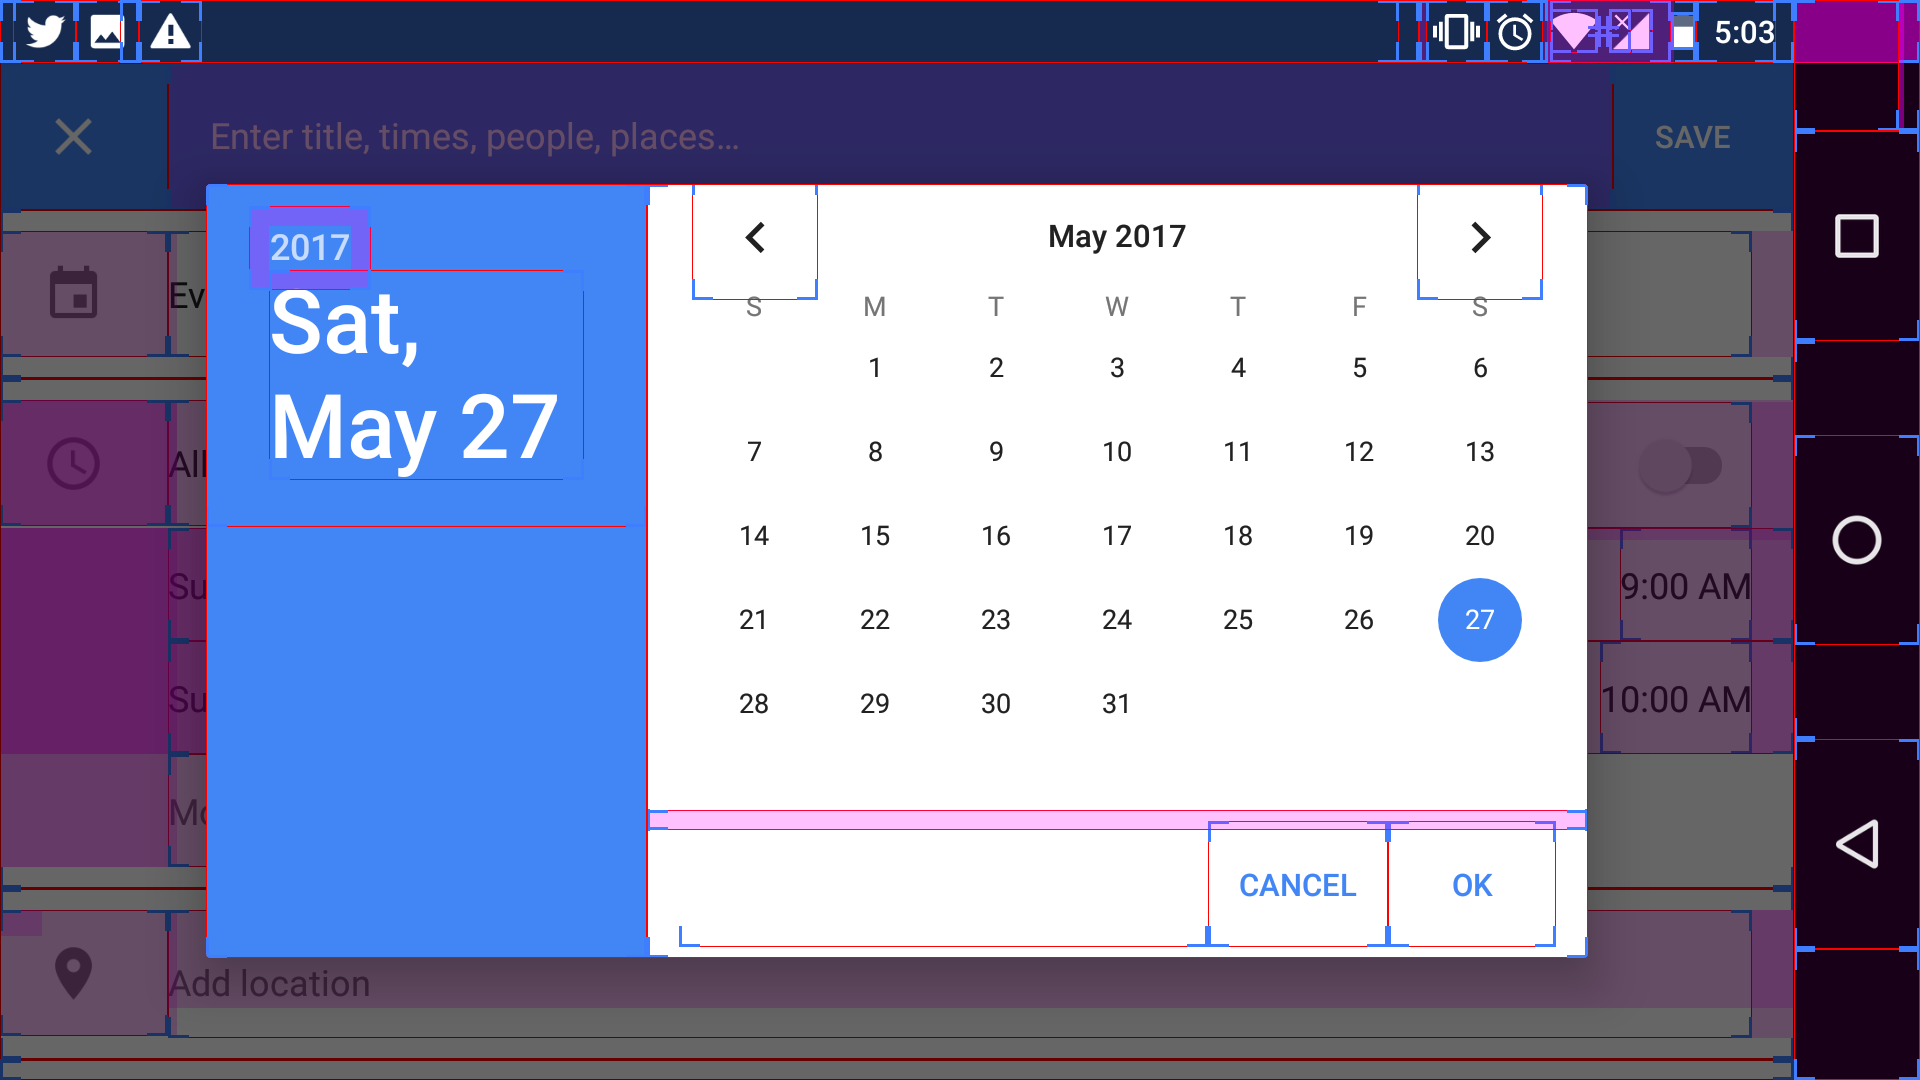 5:03
Enter title, times, people, places...
SAVE
2017
Sat,
May 27
May 2017
S M T W T F S
1 2 3 4 5 6
7 8 9 10 11 12 13
14 15 16 17 18 19 20
21 22 23 24 25 26 27
28 29 30 31
CANCEL OK
Ev
All
Su 9:00 AM
Su 10:00 AM
Mo
Add location